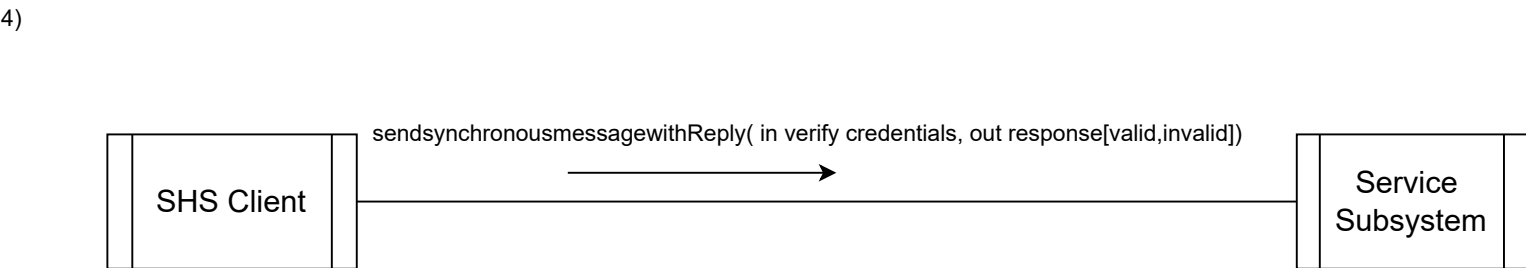 4)
sendsynchronousmessagewithReply( in verify credentials, out response[valid,invalid])
SHS Client
Service
Subsystem